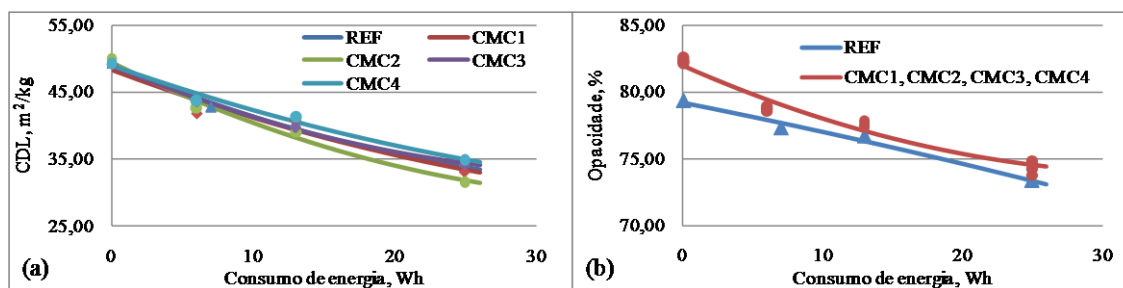 55,00
45,00
35,00
25,00
CDL, m²/kg
REF
CMC1
CMC2
CMC3
CMC4
0
10
20
30
(a)
Consumo de energia, Wh
85,00
80,00
75,00
70,00
Opacidade, %
REF
CMC1, CMC2, CMC3, CMC4
0
10
20
30
(b)
Consumo de energia, Wh